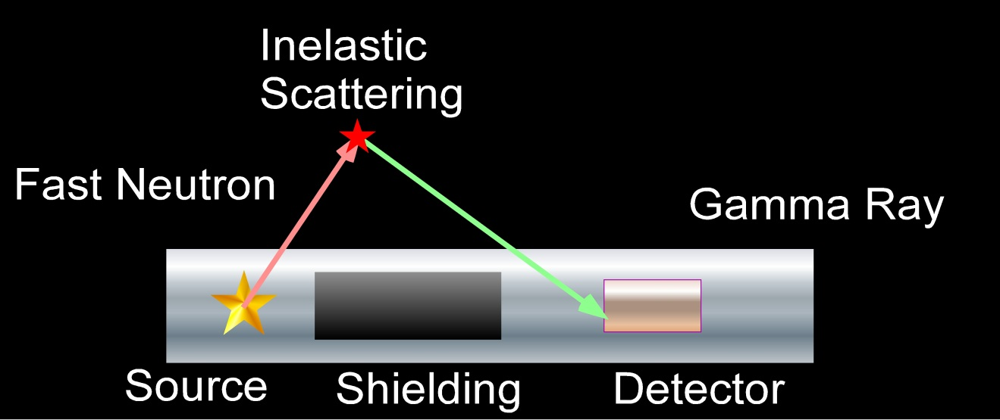 Inelastic
Scattering
Fast Neutron
Gamma Ray
Source
Shielding
Detector